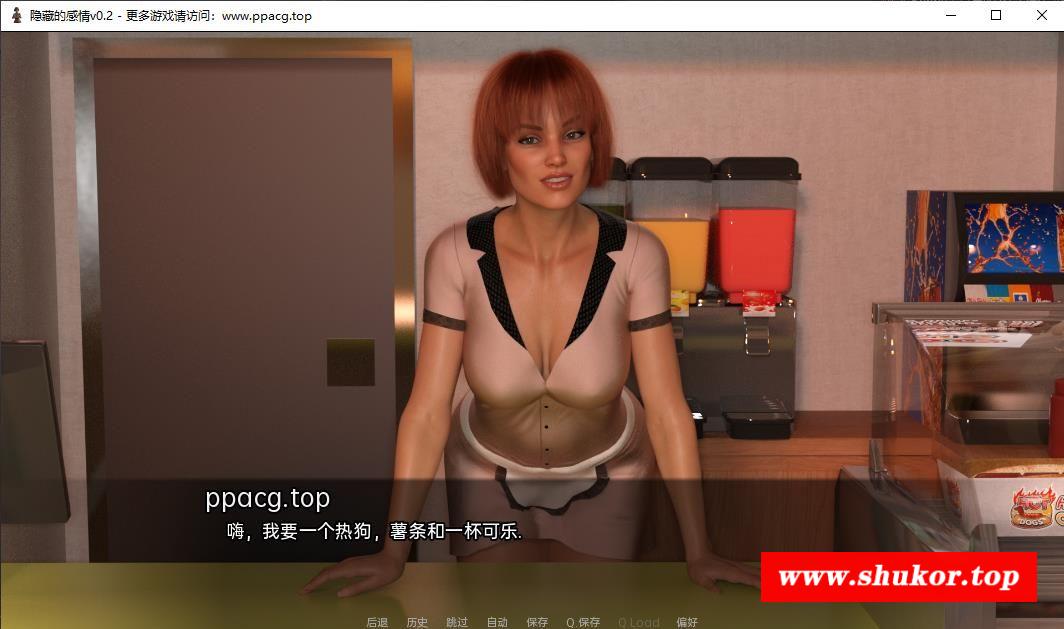 隐藏的感情v0.2 - 更多游戏请访问：www.ppacg.top
HOT
DOGS
ppacg.top
嗨，我要一个热狗，薯条和一杯可乐.
www.shukor.top
后退 历史 跳过 自动 保存 Q.保存 Q.Load 偏好